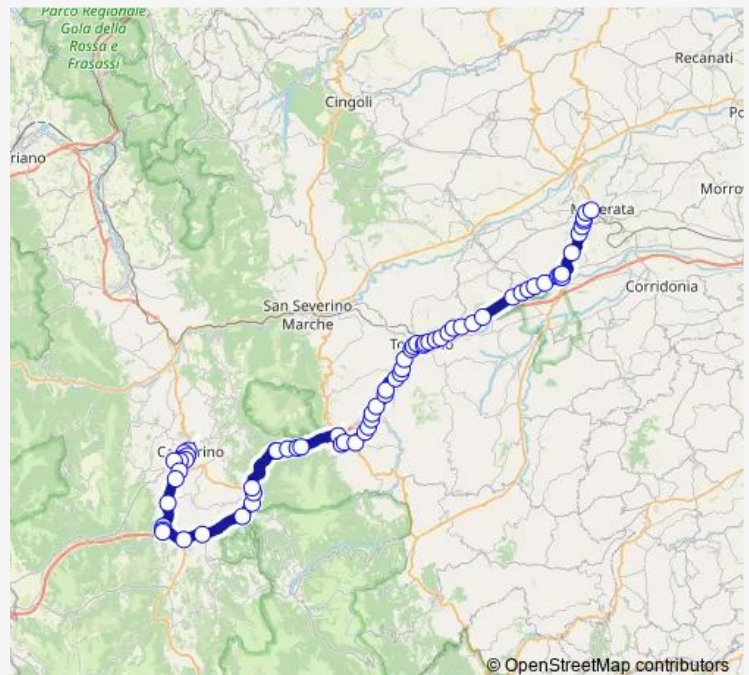 Parco Regionale
Gola della
Rossa e
Frasassi
Recanati
Cingoli
riano
Morro
San Severino
Marche
Corridonia
© OpenStreetMap contributors